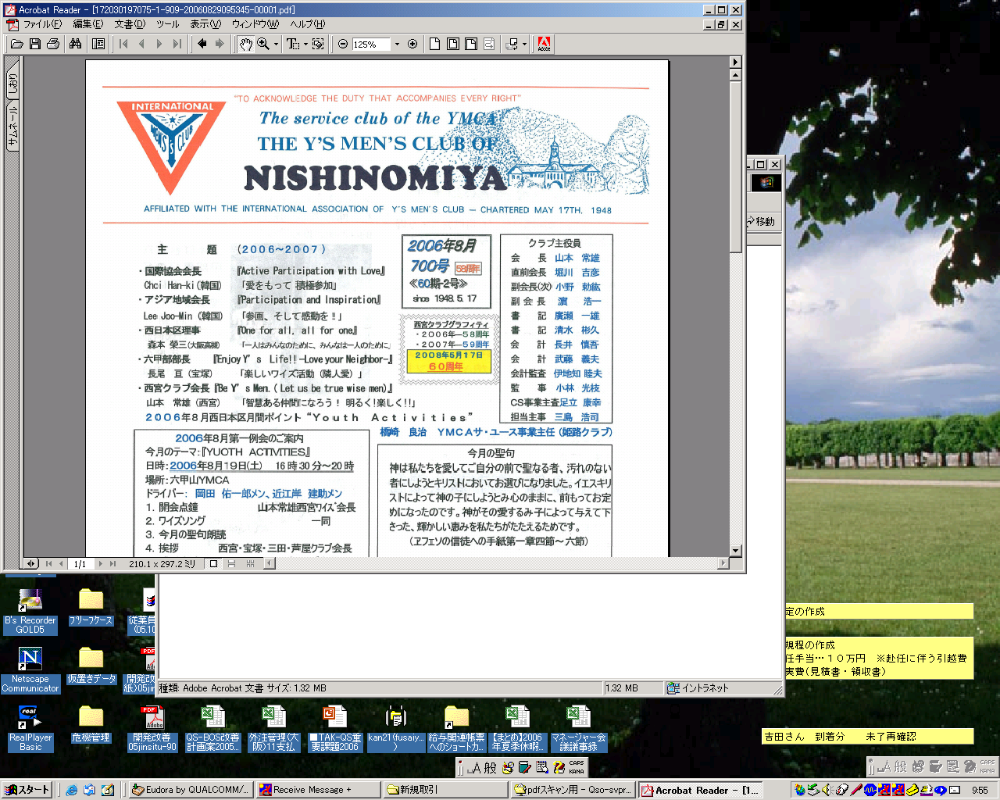 Acrobat Reader - [172030197075-1-909-20060829095345-00001.pdf]
ファイル(F) 編集(E) 文書(D) ツール 表示(V) ウィンドウ(W) ヘルプ(H)
125%
Adobe
しおり
サムネール
"TO ACKNOWLEDGE THE DUTY THAT ACCOMPANIES EVERY RIGHT"
INTERNATIONAL
MEN'S CLUB
The service club of the YMCA
THE Y'S MEN'S CLUB OF
NISHINOMIYA
AFFILIATED WITH THE INTERNATIONAL ASSOCIATION OF Y'S MEN'S CLUB – CHARTERED MAY 17TH, 1948
主 題 (2006~2007)
・国際協会会長 『Active Participation with Love』
Chci Han-ki(韓国) 「愛をもって 積極参加」
・アジア地域会長 『Participation and Inspiration』
Lee Joo-Min (韓国) 「参画、そして感動を!」
・西日本区理事 『One for all, all for one』
森本 榮三(大阪高槻) 「一人はみんなのために、みんなは一人のために」
・六甲部部長 『Enjoy Y's Life!! -Love your Neighbor-』
長尾 亘(宝塚) 「楽しいワイズ活動(隣人愛)」
・西宮クラブ会長 『Be Y's Men. ( Let us be true wise men)』
山本 常雄(西宮) 「智慧ある仲間になろう! 明るく!楽しく!!」
2006年8月西日本区月間ポイント “Youth Activities”
橋崎 良治 YMCAサ・ユース事業主任(姫路クラブ)
2006年8月
700号 58周年
≪60期-2号≫
since 1948. 5. 17
西宮クラブグラフィティ
・2006年―58周年
・2007年―59周年
2008年5月17日
60周年
クラブ主役員
会 長 山本 常雄
直前会長 堀川 吉彦
副会長(次) 小野 勅紘
副 会 長 濵 浩一
書 記 廣瀬 一雄
書 記 清水 彬久
会 計 長井 慎吾
会 計 武藤 義夫
会計監査 伊地知 睦夫
監 事 小林 光枝
CS事業主査足立 康幸
担当主事 三島 浩司
2006年8月第一例会のご案内
今月のテーマ:『YUOTH ACTIVITIES』
日時:2006年8月19日(土) 16時30分~20時
場所:六甲山YMCA
ドライバー: 岡田 佑一郎メン、近江岸 建助メン
1. 開会点鐘 山本常雄西宮ワイズ会長
2. ワイズソング 一同
3. 今月の聖句朗読
4. 挨拶 西宮・宝塚・三田・芦屋クラブ会長
今月の聖句
神は私たちを愛してご自分の前で聖なる者、汚れのない
者にしようとキリストにおいてお選びになりました。イエスキリ
ストによって神の子にしようとみ心のままに、前もってお定
めになったのです。神がその愛するみ子によって与えて下
さった、輝かしい恵みを私たちがたたえるためです。
(エフェソの信徒への手紙第一章四節~六節)
1/1 210.1 x 297.2 ミリ
移動
種類: Adobe Acrobat 文書 サイズ: 1.32 MB 1.32 MB イントラネット
定の作成
規程の作成
任手当…10万円 ※赴任に伴う引越費
実費(見積書・領収書)
吉田さん 到着分 未了再確認
B's Recorder GOLD5
ブリーフケース
従業員
(05.10
Netscape Communicator
仮置きデータ
開発改
紙)05jins
RealPlayer Basic
危機管理
開発改善 05jinsitu-90
QS-BOS改善計画案2005...
外注管理(大阪)11支払
■TAK-QS重要課題2006
kan21(fusaiy... )
給与関連帳票へのショートカ...
【まとめ】2006年夏季休暇...
マネージャー会議議事録
A 般 CAPS KANA
A 般 CAPS KANA
スタート
Eudora by QUALCOMM/...
Receive Message +
新規取引
pdfスキャン用 - Qso-svpr...
Acrobat Reader - [1...
9:55